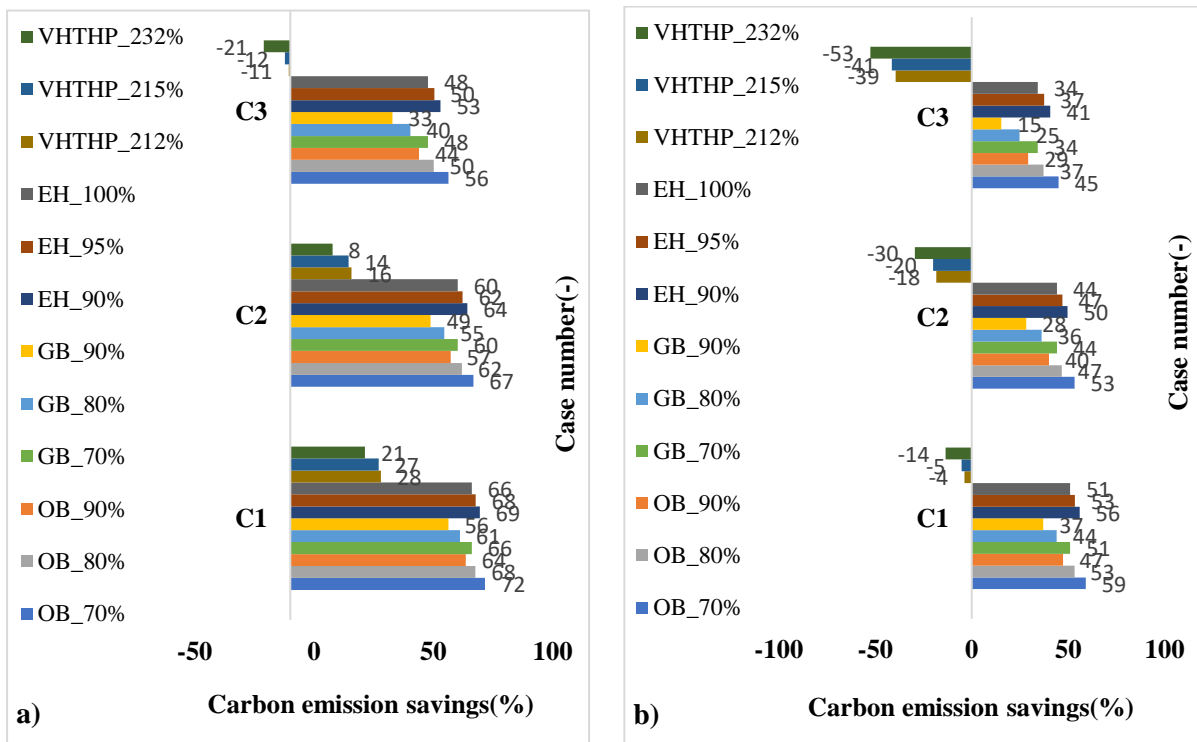 VHTHP_232%
VHTHP_215%
VHTHP_212%
EH_100%
EH_95%
EH_90%
GB_90%
GB_80%
GB_70%
OB_90%
OB_80%
OB_70%
C3
-21
-12
-11
48
50
53
33
40
48
44
50
56
C2
8
14
16
60
62
64
49
55
60
57
62
67
C1
21
27
28
66
68
69
56
61
66
64
68
72
Case number(-)
-50 0 50 100
Carbon emission savings(%)
a)
VHTHP_232%
VHTHP_215%
VHTHP_212%
EH_100%
EH_95%
EH_90%
GB_90%
GB_80%
GB_70%
OB_90%
OB_80%
OB_70%
C3
-53
-41
-39
34
37
41
15
25
34
29
37
45
C2
-30
-20
-18
44
47
50
28
36
44
40
47
53
C1
-14
-5
-4
51
53
56
37
44
51
47
53
59
Case number(-)
-100 -50 0 50 100
Carbon emission savings(%)
b)